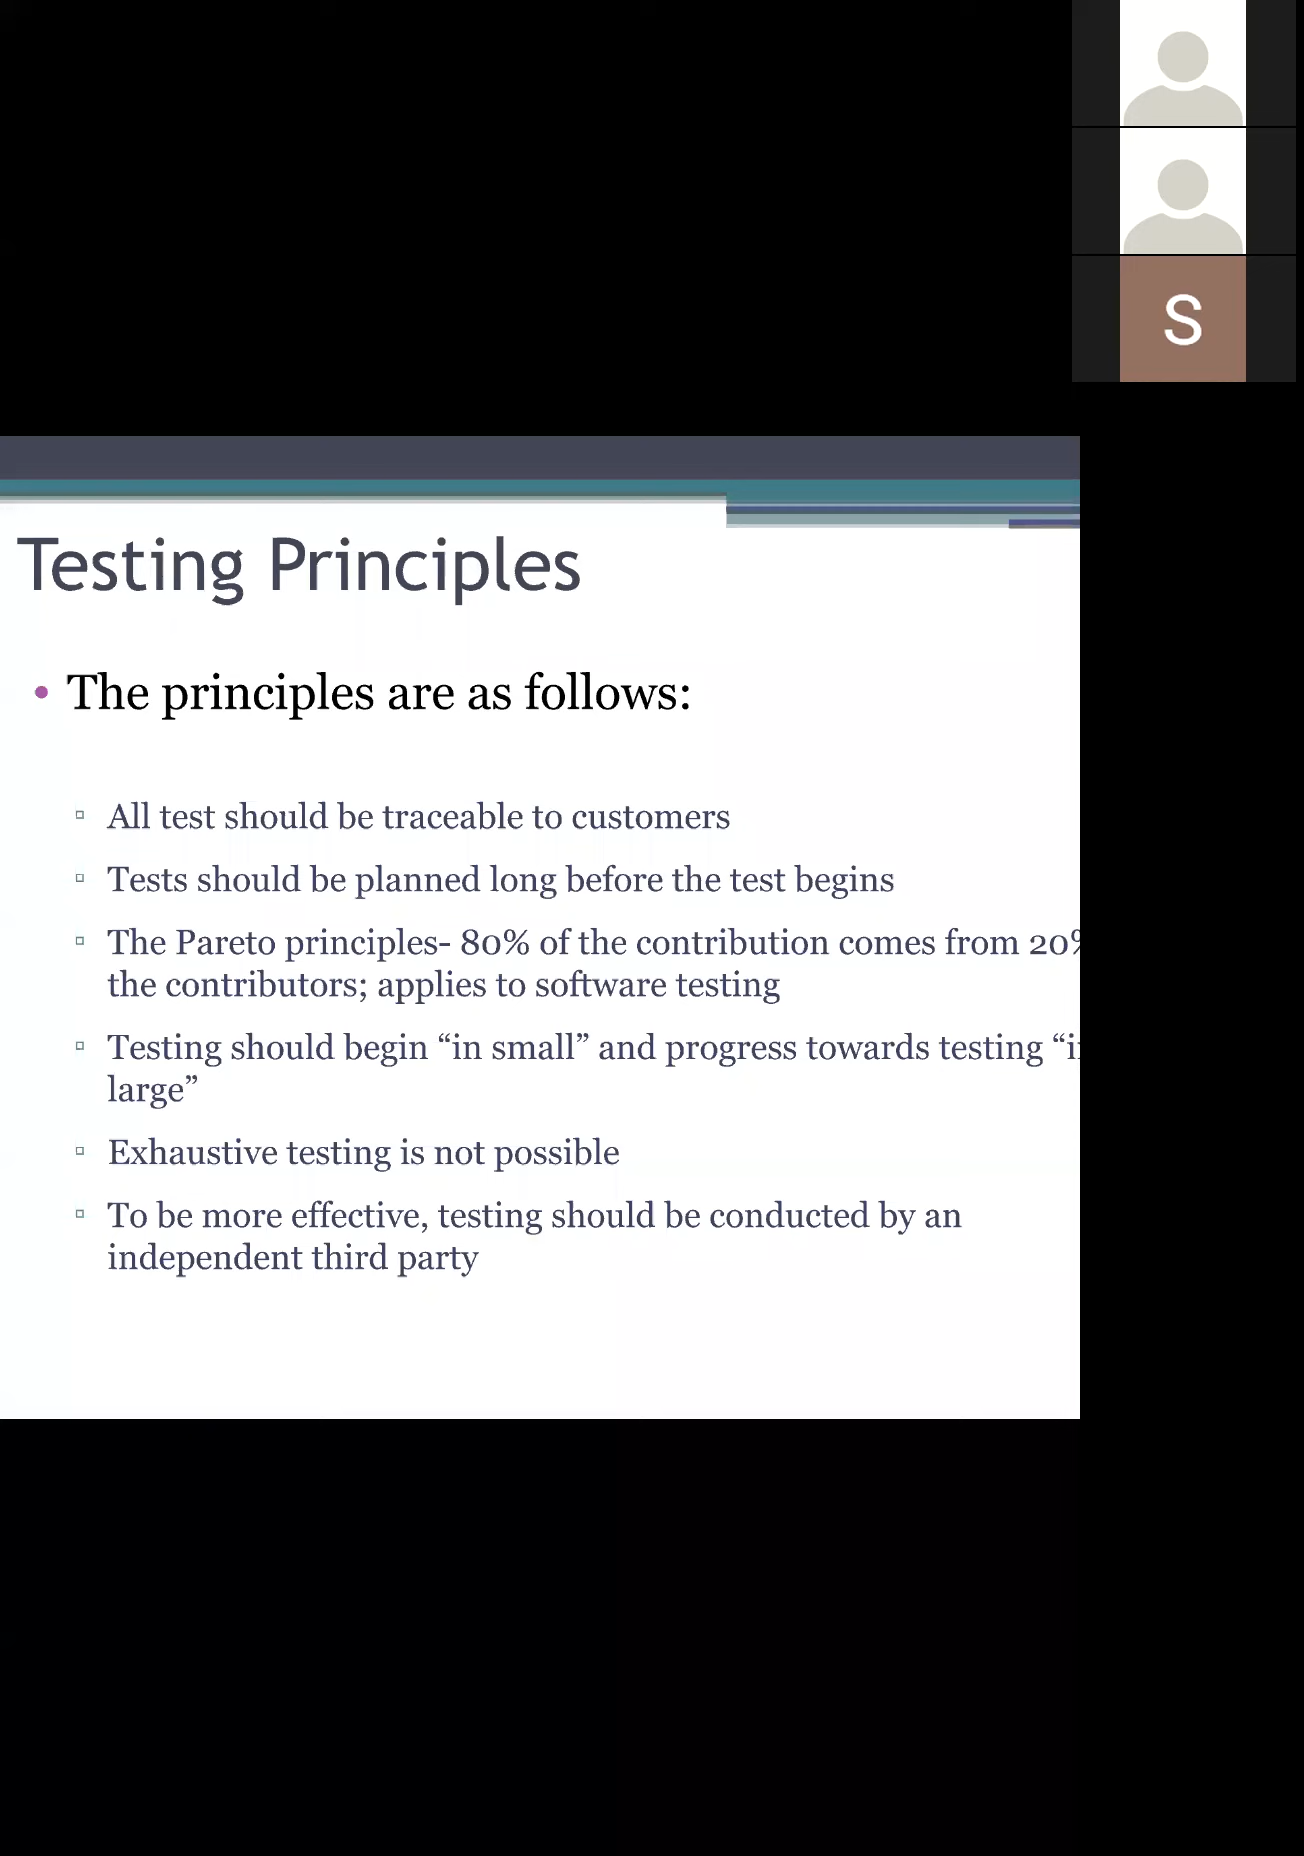 S
Testing Principles
• The principles are as follows:
▫ All test should be traceable to customers
▫ Tests should be planned long before the test begins
▫ The Pareto principles- 80% of the contribution comes from 20%
the contributors; applies to software testing
▫ Testing should begin “in small” and progress towards testing “i
large”
▫ Exhaustive testing is not possible
▫ To be more effective, testing should be conducted by an
independent third party